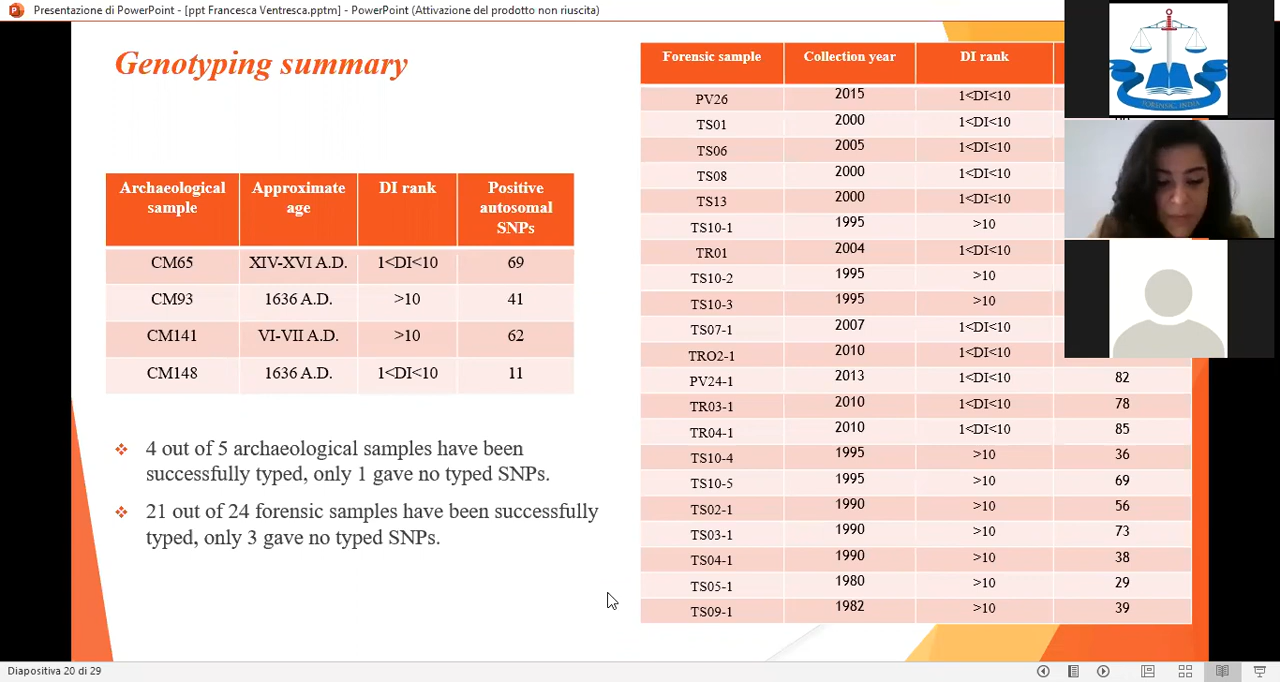 Presentazione di PowerPoint - [ppt Francesca Ventresca.pptm] - PowerPoint (Attivazione del prodotto non riuscita)
Genotyping summary
Archaeological sample Approximate age DI rank Positive autosomal SNPs
CM65 XIV-XVI A.D. 1<DI<10 69
CM93 1636 A.D. >10 41
CM141 VI-VII A.D. >10 62
CM148 1636 A.D. 1<DI<10 11
❖ 4 out of 5 archaeological samples have been
successfully typed, only 1 gave no typed SNPs.
❖ 21 out of 24 forensic samples have been successfully
typed, only 3 gave no typed SNPs.
Forensic sample Collection year DI rank
PV26 2015 1<DI<10
TS01 2000 1<DI<10
TS06 2005 1<DI<10
TS08 2000 1<DI<10
TS13 2000 1<DI<10
TS10-1 1995 >10
TR01 2004 1<DI<10
TS10-2 1995 >10
TS10-3 1995 >10
TS07-1 2007 1<DI<10
TRO2-1 2010 1<DI<10
PV24-1 2013 1<DI<10 82
TR03-1 2010 1<DI<10 78
TR04-1 2010 1<DI<10 85
TS10-4 1995 >10 36
TS10-5 1995 >10 69
TS02-1 1990 >10 56
TS03-1 1990 >10 73
TS04-1 1990 >10 38
TS05-1 1980 >10 29
TS09-1 1982 >10 39
FORENSIC, INDIA
Diapositiva 20 di 29